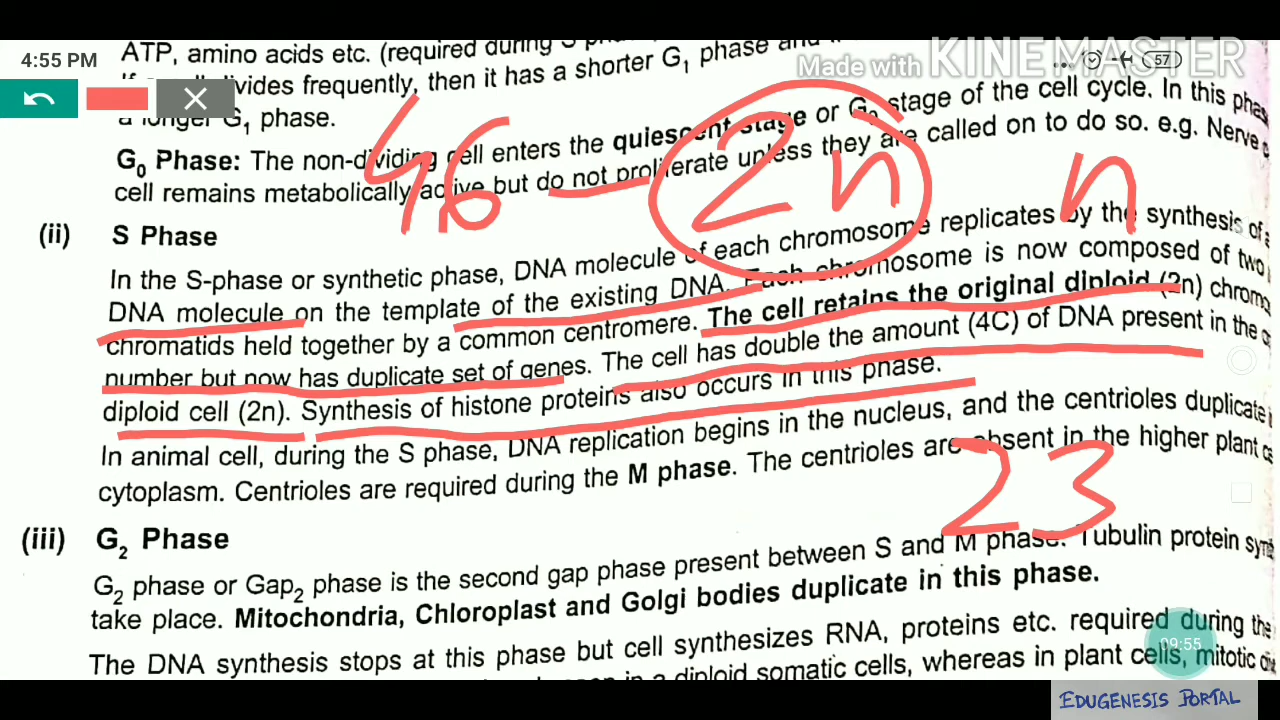 4:55 PM
Made with KINEMASTER
57
ATP, amino acids etc. (required during S
divides frequently, then it has a shorter G1 phase and
a longer G1 phase.
G0 Phase: The non-dividing cell enters the quiescent stage or G0 stage of the cell cycle. In this phase
cell remains metabolically active but do not proliferate unless they are called on to do so. e.g. Nerve
46 2n n
(ii) S Phase
In the S-phase or synthetic phase, DNA molecule of each chromosome replicates by the synthesis of
DNA molecule on the template of the existing DNA. Each chromosome is now composed of two
chromatids held together by a common centromere. The cell retains the original diploid (2n) chromo
number but now has duplicate set of genes. The cell has double the amount (4C) of DNA present in the
diploid cell (2n). Synthesis of histone proteins also occurs in this phase.
In animal cell, during the S phase, DNA replication begins in the nucleus, and the centrioles duplicate
cytoplasm. Centrioles are required during the M phase. The centrioles are absent in the higher plant
23
(iii) G2 Phase
G2 phase or Gap2 phase is the second gap phase present between S and M phase. Tubulin protein
take place. Mitochondria, Chloroplast and Golgi bodies duplicate in this phase.
The DNA synthesis stops at this phase but cell synthesizes RNA, proteins etc. required during the
in a diploid somatic cells, whereas in plant cells, mitotic
09:55
EDUGENESIS PORTAL